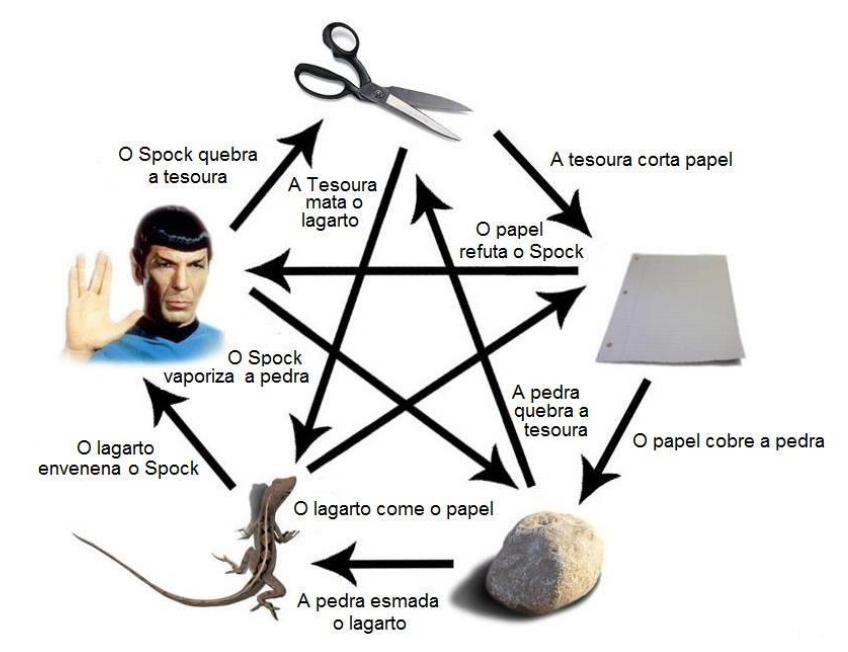 O Spock quebra
a tesoura
A tesoura corta papel
A Tesoura
mata o
lagarto
O papel
refuta o Spock
O Spock
vaporiza a pedra
A pedra
quebra a
tesoura
O papel cobre a pedra
O lagarto
envenena o Spock
O lagarto come o papel
A pedra esmada
o lagarto